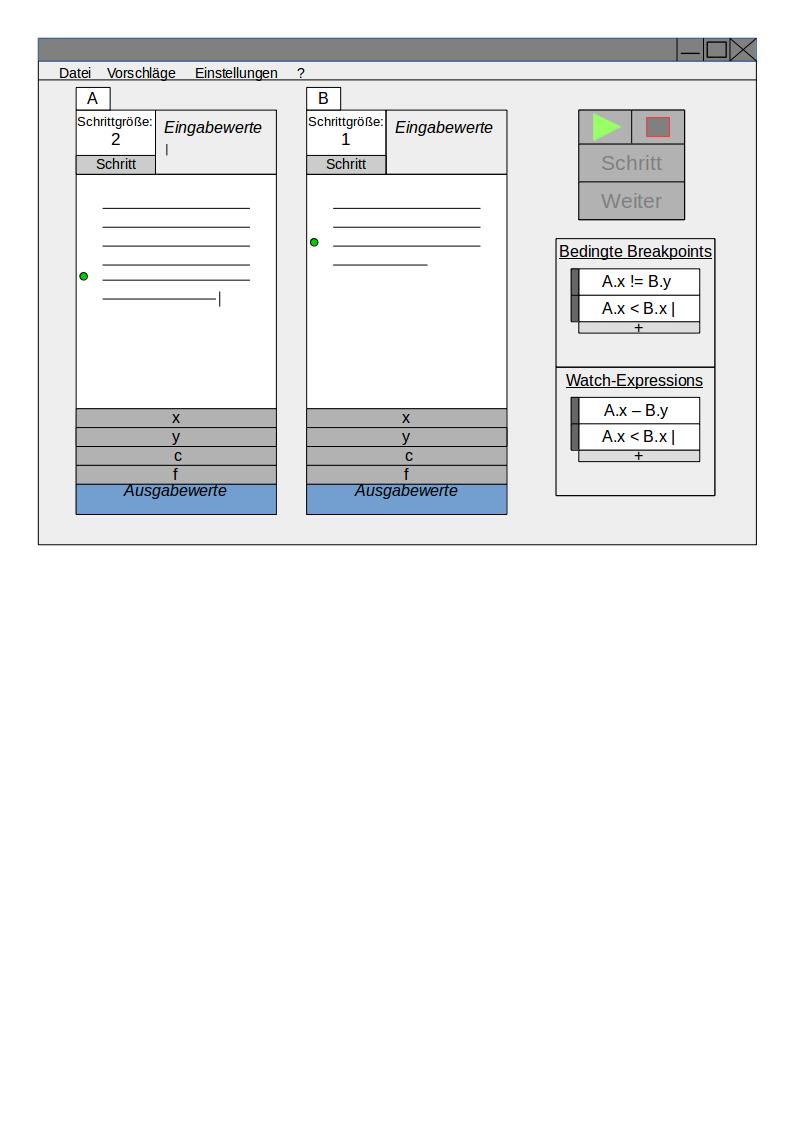 Datei Vorschläge Einstellungen ?
A
Schrittgröße:
2
Schritt
Eingabewerte
x
y
c
f
Ausgabewerte
B
Schrittgröße:
1
Schritt
Eingabewerte
x
y
c
f
Ausgabewerte
Schritt
Weiter
Bedingte Breakpoints
A.x != B.y
A.x < B.x |
+
Watch-Expressions
A.x – B.y
A.x < B.x |
+